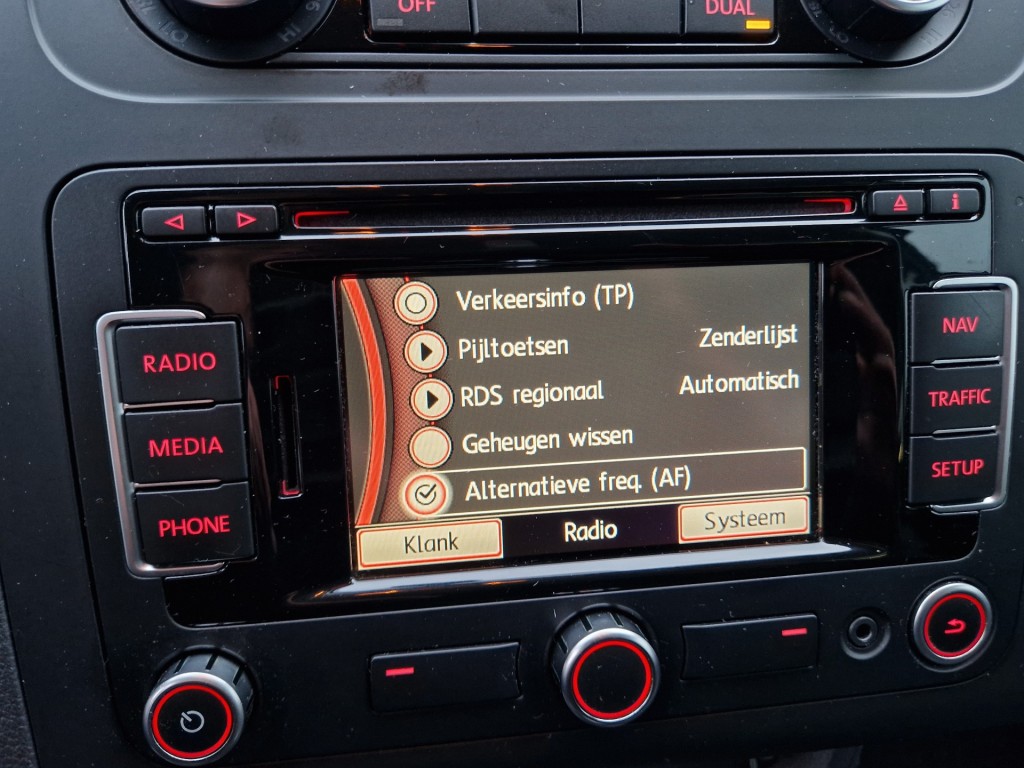 OFF
DUAL
HI
RADIO
MEDIA
PHONE
Verkeersinfo (TP)
Pijltoetsen Zenderlijst
RDS regionaal Automatisch
Geheugen wissen
Alternatieve freq. (AF)
Klank Radio Systeem
NAV
TRAFFIC
SETUP